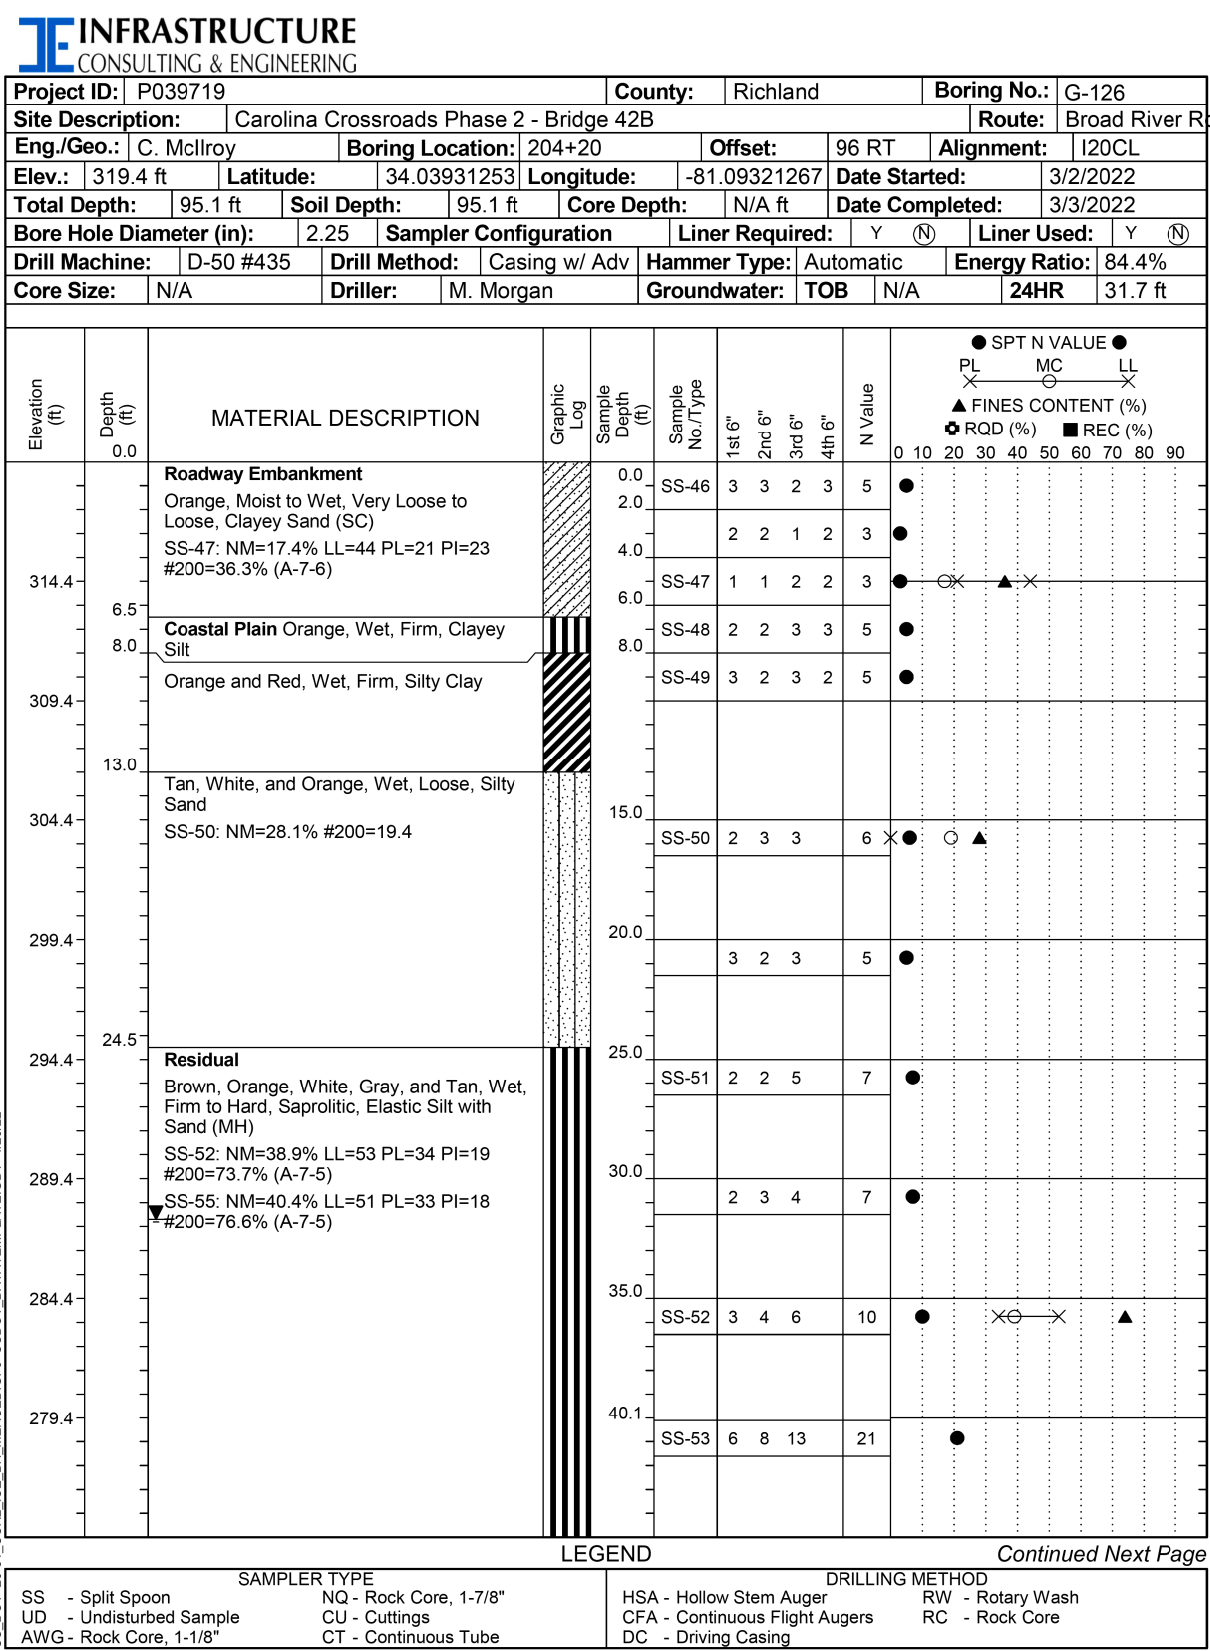 INFRASTRUCTURE
CONSULTING & ENGINEERING
Project ID: P039719 County: Richland Boring No.: G-126
Site Description: Carolina Crossroads Phase 2 - Bridge 42B Route: Broad River R
Eng./Geo.: C. McIlroy Boring Location: 204+20 Offset: 96 RT Alignment: I20CL
Elev.: 319.4 ft Latitude: 34.03931253 Longitude: -81.09321267 Date Started: 3/2/2022
Total Depth: 95.1 ft Soil Depth: 95.1 ft Core Depth: N/A ft Date Completed: 3/3/2022
Bore Hole Diameter (in): 2.25 Sampler Configuration Liner Required: Y N Liner Used: Y N
Drill Machine: D-50 #435 Drill Method: Casing w/ Adv Hammer Type: Automatic Energy Ratio: 84.4%
Core Size: N/A Driller: M. Morgan Groundwater: TOB N/A 24HR 31.7 ft
Elevation (ft)
Depth (ft)
0.0
MATERIAL DESCRIPTION
Graphic Log
Sample Depth (ft)
Sample No./Type
1st 6"
2nd 6"
3rd 6"
4th 6"
N Value
● SPT N VALUE ●
PL MC LL
▲ FINES CONTENT (%)
RQD (%) ■ REC (%)
0 10 20 30 40 50 60 70 80 90
Roadway Embankment
Orange, Moist to Wet, Very Loose to
Loose, Clayey Sand (SC)
SS-47: NM=17.4% LL=44 PL=21 PI=23
#200=36.3% (A-7-6)
314.4
6.5
Coastal Plain Orange, Wet, Firm, Clayey
Silt
8.0
Orange and Red, Wet, Firm, Silty Clay
309.4
13.0
Tan, White, and Orange, Wet, Loose, Silty
Sand
304.4
SS-50: NM=28.1% #200=19.4
299.4
24.5
294.4
Residual
Brown, Orange, White, Gray, and Tan, Wet,
Firm to Hard, Saprolitic, Elastic Silt with
Sand (MH)
SS-52: NM=38.9% LL=53 PL=34 PI=19
#200=73.7% (A-7-5)
289.4
SS-55: NM=40.4% LL=51 PL=33 PI=18
#200=76.6% (A-7-5)
284.4
279.4
0.0
SS-46 3 3 2 3 5
2.0
2 2 1 2 3
4.0
SS-47 1 1 2 2 3
6.0
SS-48 2 2 3 3 5
8.0
SS-49 3 2 3 2 5
15.0
SS-50 2 3 3 6
20.0
3 2 3 5
25.0
SS-51 2 2 5 7
30.0
2 3 4 7
35.0
SS-52 3 4 6 10
40.1
SS-53 6 8 13 21
LEGEND
Continued Next Page
SAMPLER TYPE
SS - Split Spoon NQ - Rock Core, 1-7/8"
UD - Undisturbed Sample CU - Cuttings
AWG - Rock Core, 1-1/8" CT - Continuous Tube
DRILLING METHOD
HSA - Hollow Stem Auger RW - Rotary Wash
CFA - Continuous Flight Augers RC - Rock Core
DC - Driving Casing